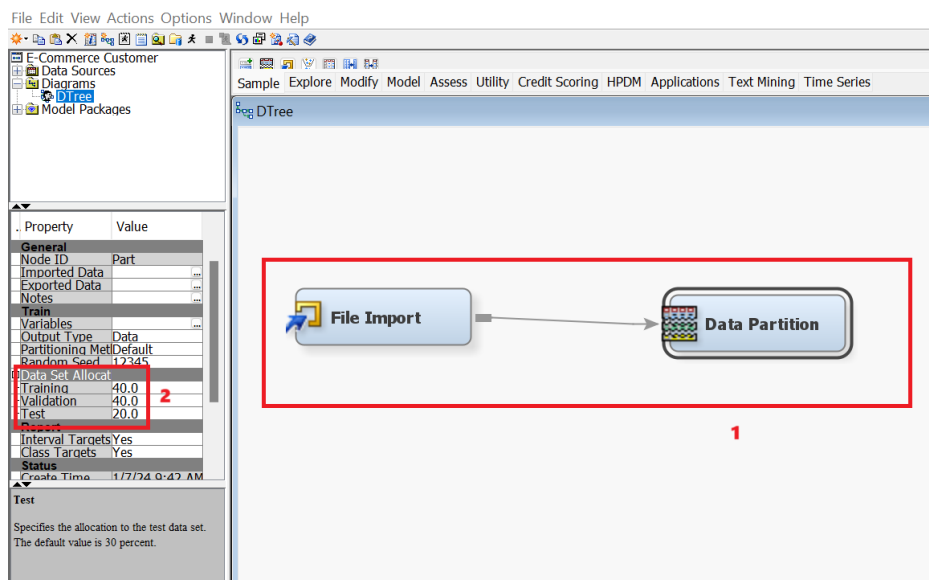 File Edit View Actions Options Window Help
E-Commerce Customer
Data Sources
Diagrams
DTree
Model Packages
Sample Explore Modify Model Assess Utility Credit Scoring HPDM Applications Text Mining Time Series
DTree
. Property Value
General
Node ID Part
Imported Data ...
Exported Data ...
Notes ...
Train
Variables ...
Output Type Data
Partitioning Met Default
Random Seed 12345
Data Set Allocat
Training 40.0
Validation 40.0
Test 20.0
2
Report
Interval Targets Yes
Class Targets Yes
Status
Create Time 1/7/24 9:42 AM
Test
Specifies the allocation to the test data set.
The default value is 30 percent.
File Import
Data Partition
1